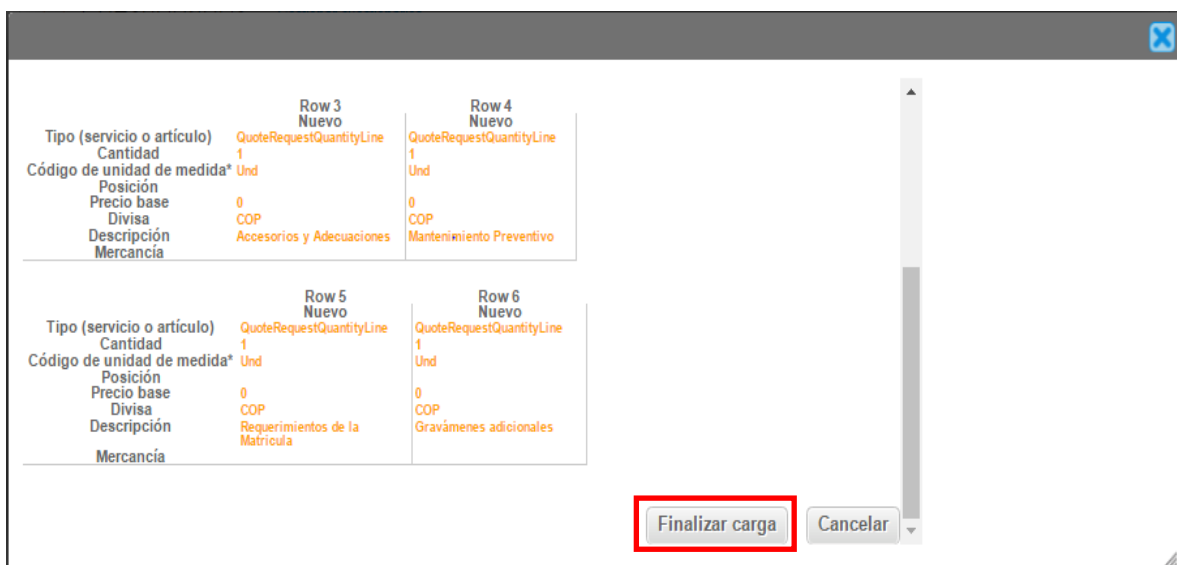 Row 3 Row 4
Nuevo Nuevo
Tipo (servicio o artículo) QuoteRequestQuantityLine QuoteRequestQuantityLine
Cantidad 1 1
Código de unidad de medida* Und Und
Posición
Precio base 0 0
Divisa COP COP
Descripción Accesorios y Adecuaciones Mantenimiento Preventivo
Mercancía
Row 5 Row 6
Nuevo Nuevo
Tipo (servicio o artículo) QuoteRequestQuantityLine QuoteRequestQuantityLine
Cantidad 1 1
Código de unidad de medida* Und Und
Posición
Precio base 0 0
Divisa COP COP
Descripción Requerimientos de la Gravámenes adicionales
Matricula
Mercancía
Finalizar carga Cancelar